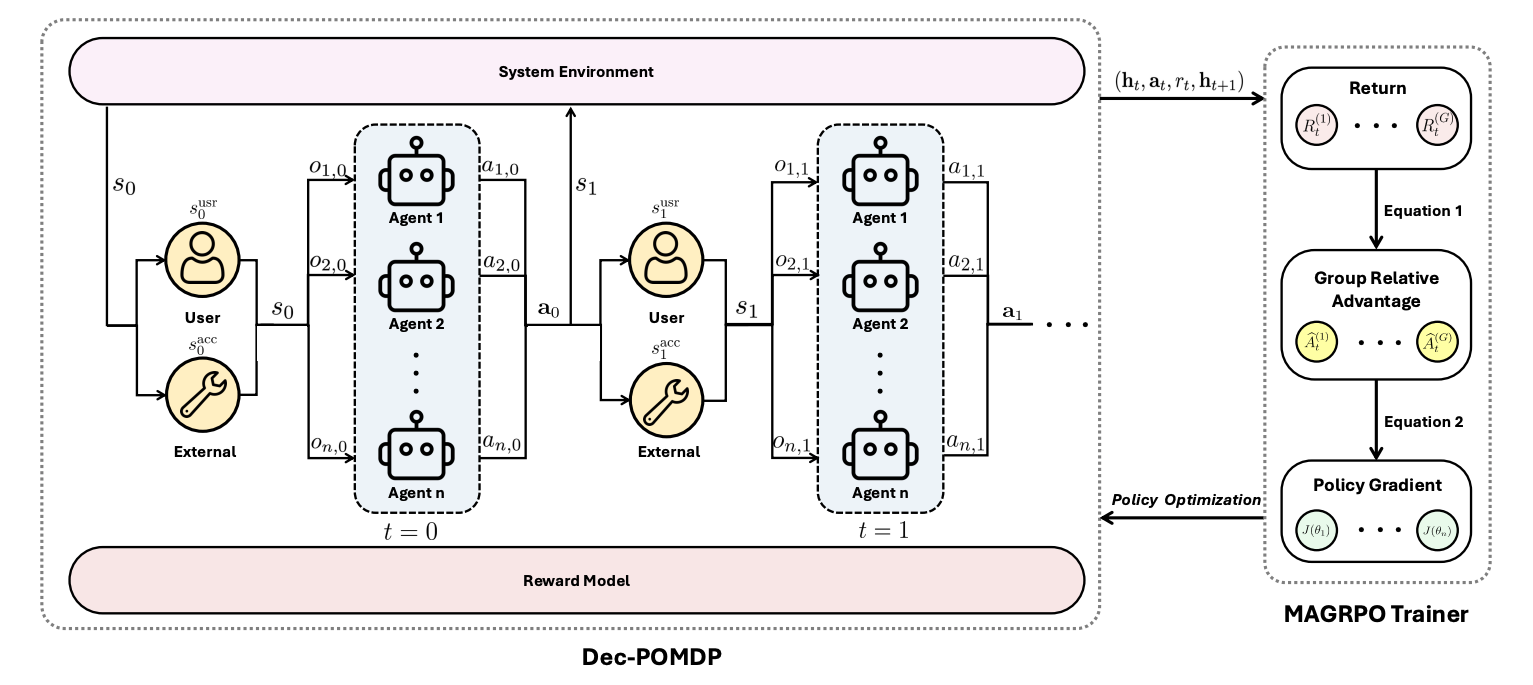 System Environment
$(\mathbf{h}_t, \mathbf{a}_t, r_t, \mathbf{h}_{t+1})$
$s_0$
$s_0^{\text{usr}}$
User
$s_0^{\text{acc}}$
External
$s_0$
$o_{1,0}$
$o_{2,0}$
$o_{n,0}$
Agent 1
Agent 2
Agent n
$t = 0$
$a_{1,0}$
$a_{2,0}$
$a_{n,0}$
$\mathbf{a}_0$
$s_1$
$s_1^{\text{usr}}$
User
$s_1^{\text{acc}}$
External
$s_1$
$o_{1,1}$
$o_{2,1}$
$o_{n,1}$
Agent 1
Agent 2
Agent n
$t = 1$
$a_{1,1}$
$a_{2,1}$
$a_{n,1}$
$\mathbf{a}_1$
Reward Model
Dec-POMDP
Return
$R_t^{(1)}$ · · · $R_t^{(G)}$
Equation 1
Group Relative
Advantage
$\widehat{A}_t^{(1)}$ · · · $\widehat{A}_t^{(G)}$
Equation 2
Policy Gradient
$J(\theta_1)$ · · · $J(\theta_n)$
Policy Optimization
MAGRPO Trainer